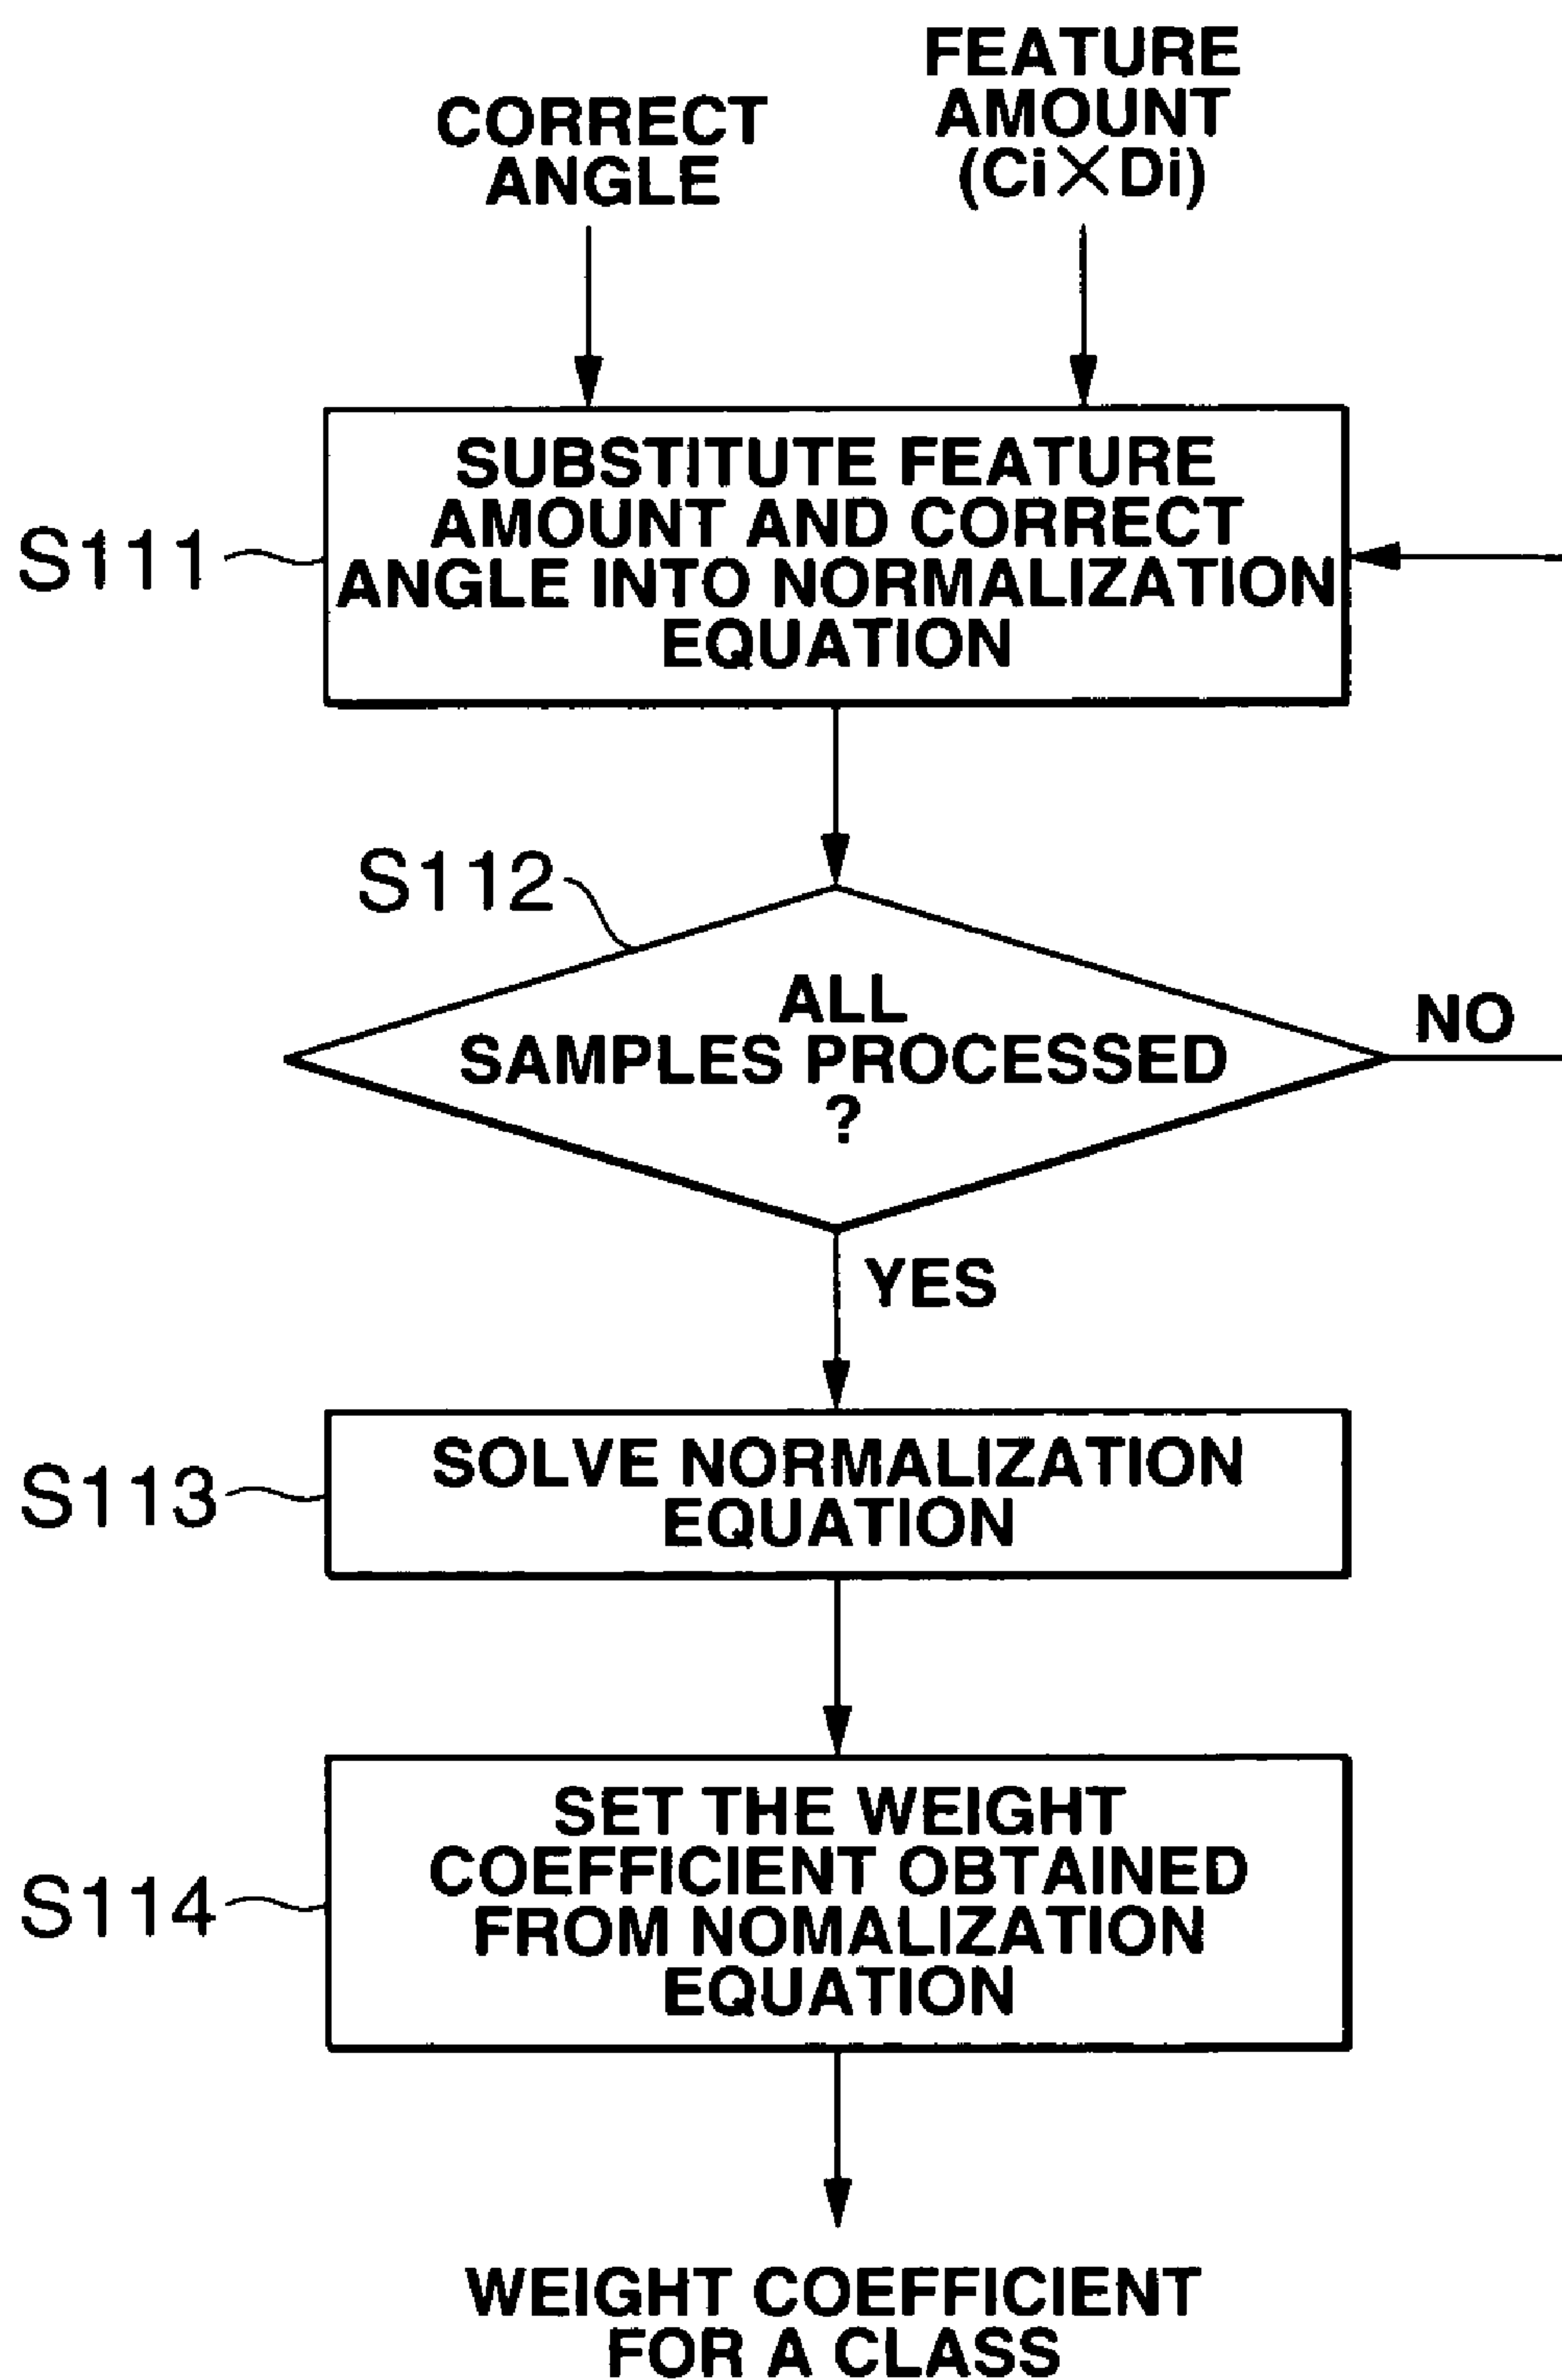 CORRECT
ANGLE
FEATURE
AMOUNT
(Ci×Di)
S111
SUBSTITUTE FEATURE
AMOUNT AND CORRECT
ANGLE INTO NORMALIZATION
EQUATION
S112
ALL
SAMPLES PROCESSED
?
NO
YES
S113
SOLVE NORMALIZATION
EQUATION
S114
SET THE WEIGHT
COEFFICIENT OBTAINED
FROM NOMALIZATION
EQUATION
WEIGHT COEFFICIENT
FOR A CLASS